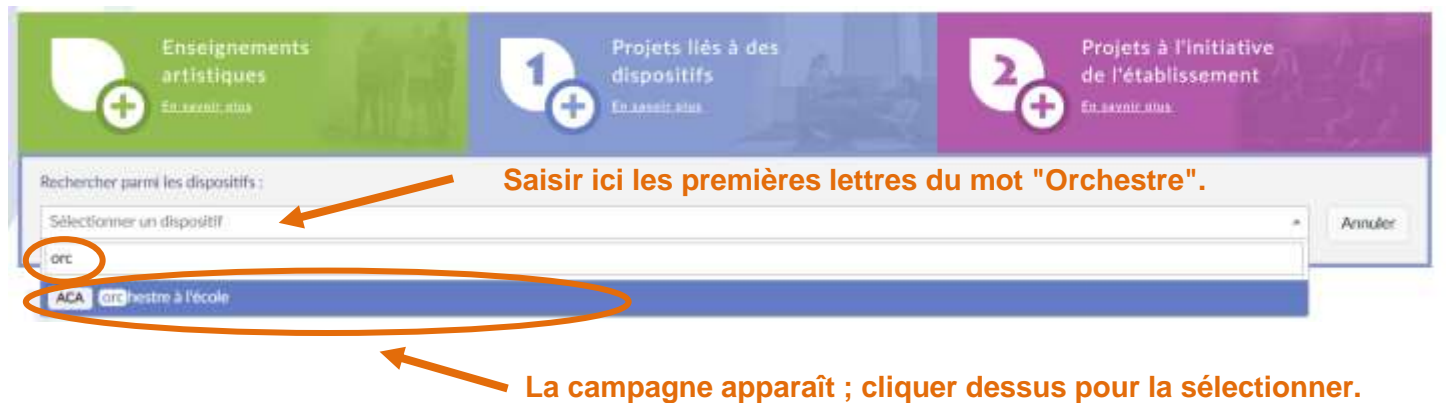 Enseignements
artistiques
En savoir plus
1
Projets liés à des
dispositifs
En savoir plus
2
Projets à l'initiative
de l'établissement
En savoir plus
Rechercher parmi les dispositifs :
Saisir ici les premières lettres du mot "Orchestre".
Sélectionner un dispositif
Annuler
orc
ACA orchestre à l'école
La campagne apparaît ; cliquer dessus pour la sélectionner.